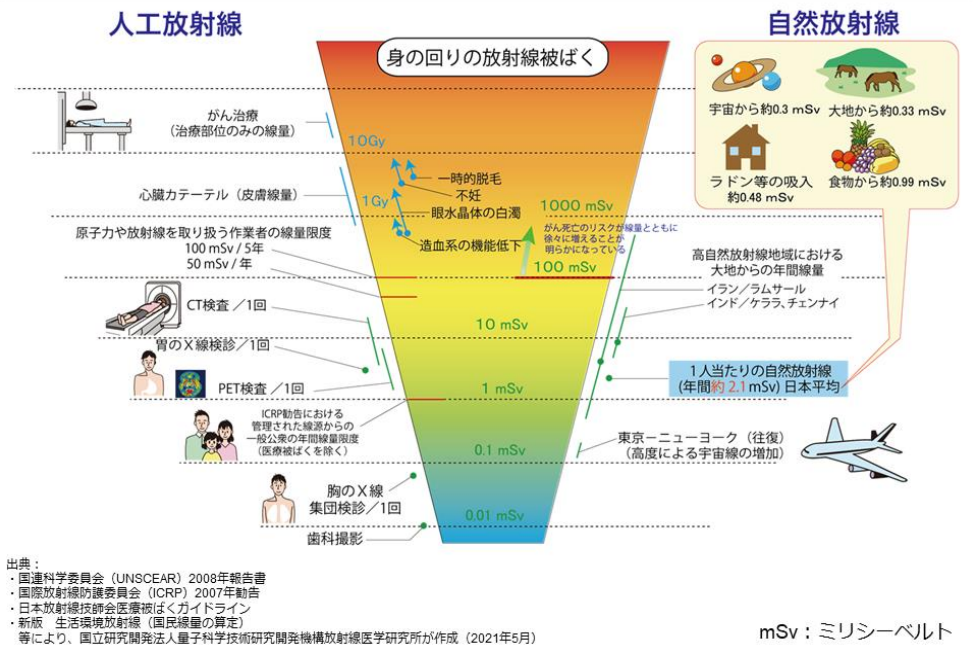 人工放射線
自然放射線
身の回りの放射線被ばく
宇宙から約0.3 mSv
大地から約0.33 mSv
ラドン等の吸入
約0.48 mSv
食物から約0.99 mSv
がん治療
(治療部位のみの線量)
10Gy
心臓カテーテル(皮膚線量)
1Gy
一時的脱毛
不妊
眼水晶体の白濁
造血系の機能低下
1000 mSv
がん死亡のリスクが線量とともに
徐々に増えることが
明らかになっている
100 mSv
原子力や放射線を取り扱う作業者の線量限度
100 mSv / 5年
50 mSv / 年
高自然放射線地域における
大地からの年間線量
イラン/ラムサール
インド/ケララ、チェンナイ
CT検査 /1回
10 mSv
胃のX線検診/1回
PET検査/1回
1 mSv
1人当たりの自然放射線
(年間約 2.1 mSv) 日本平均
ICRP勧告における
管理された線源からの
一般公衆の年間線量限度
(医療被ばくを除く)
0.1 mSv
東京ーニューヨーク(往復)
(高度による宇宙線の増加)
胸のX線
集団検診/1回
0.01 mSv
歯科撮影
出典:
・国連科学委員会(UNSCEAR)2008年報告書
・国際放射線防護委員会(ICRP)2007年勧告
・日本放射線技師会医療被ばくガイドライン
・新版 生活環境放射線(国民線量の算定)
等により、国立研究開発法人量子科学技術研究開発機構放射線医学研究所が作成(2021年5月)
mSv:ミリシーベルト